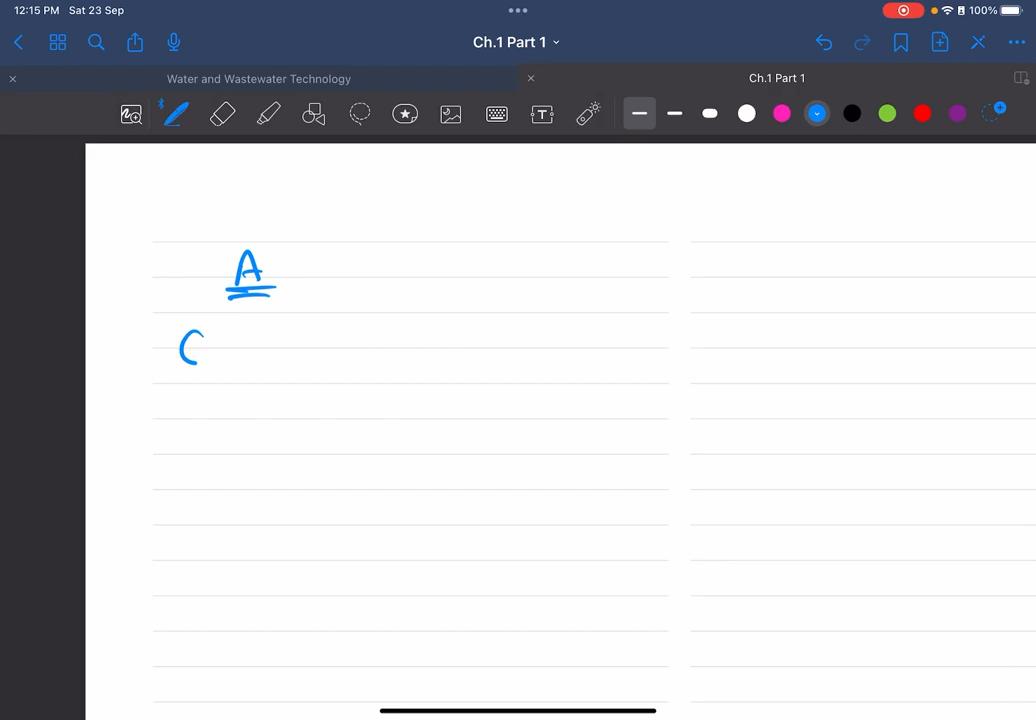 12:15 PM Sat 23 Sep
100%
Ch.1 Part 1
Water and Wastewater Technology
Ch.1 Part 1
A
C